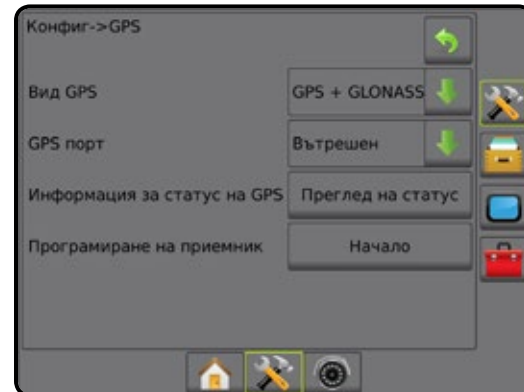 Конфиг->GPS
Вид GPS GPS + GLONASS
GPS порт Вътрешен
Информация за статус на GPS Преглед на статус
Програмиране на приемник Начало